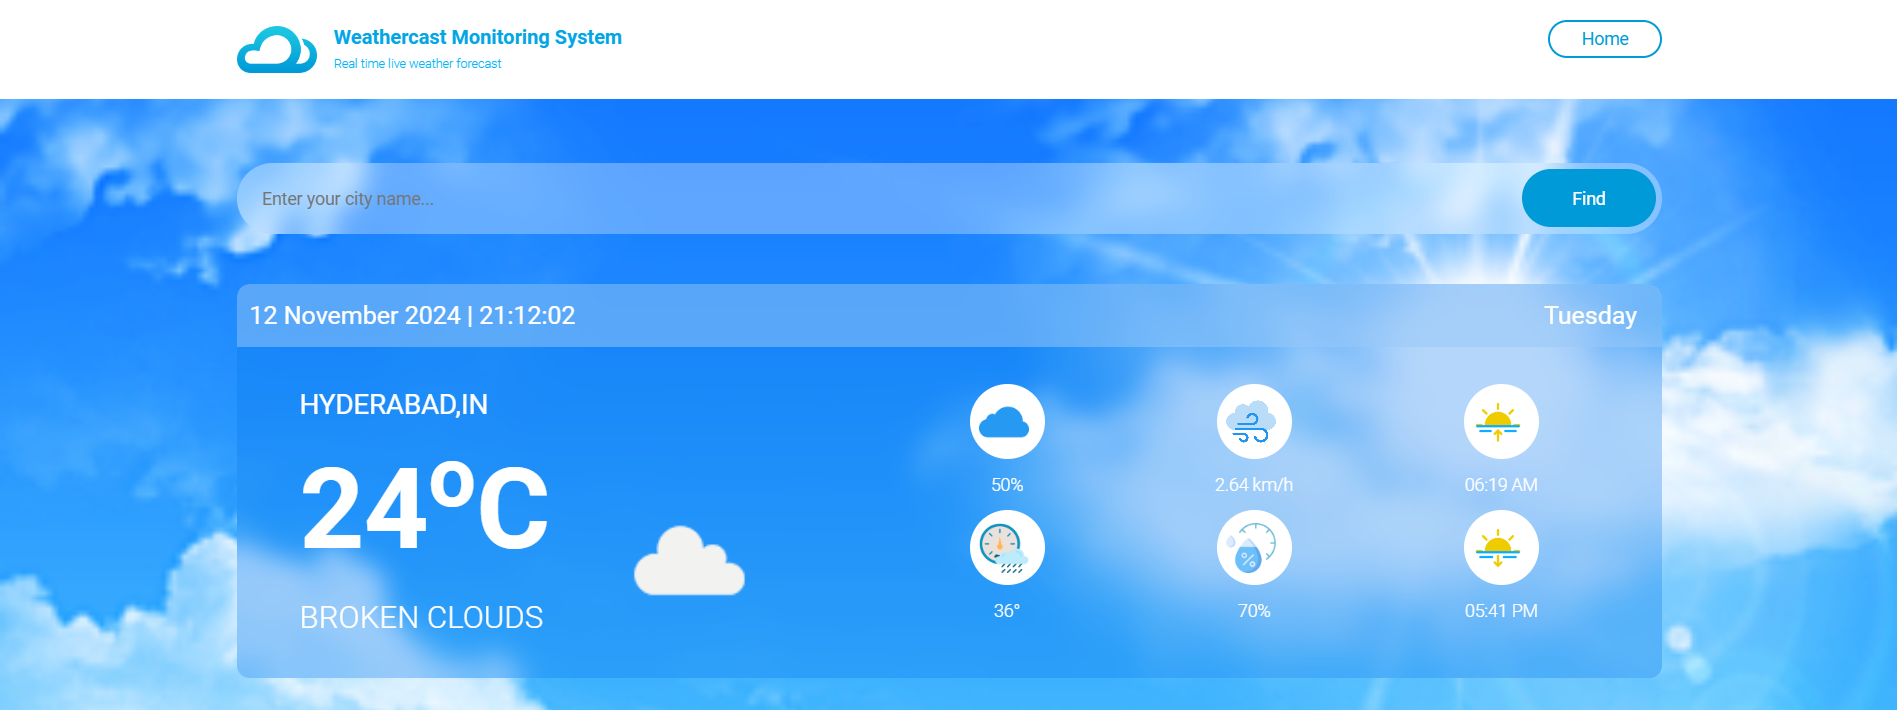 Weathercast Monitoring System
Real time live weather forecast
Home
Enter your city name...
Find
12 November 2024 | 21:12:02
Tuesday
HYDERABAD,IN
24°C
BROKEN CLOUDS
50%
2.64 km/h
06:19 AM
36°
70%
05:41 PM